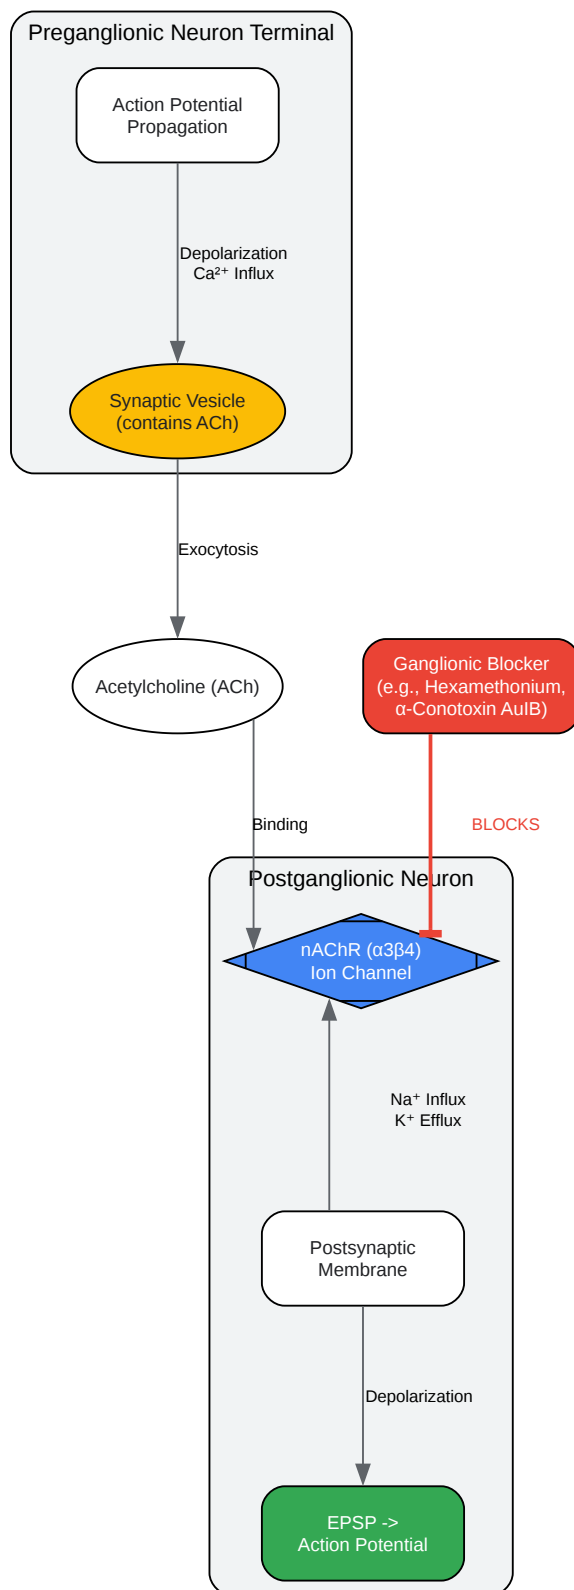 Preganglionic Neuron Terminal
Action Potential
Propagation
Depolarization
Ca²⁺ Influx
Synaptic Vesicle
(contains ACh)
Exocytosis
Acetylcholine (ACh)
Ganglionic Blocker
(e.g., Hexamethonium,
α-Conotoxin AuIB)
Binding
BLOCKS
Postganglionic Neuron
nAChR (α3β4)
Ion Channel
Na⁺ Influx
K⁺ Efflux
Postsynaptic
Membrane
Depolarization
EPSP ->
Action Potential